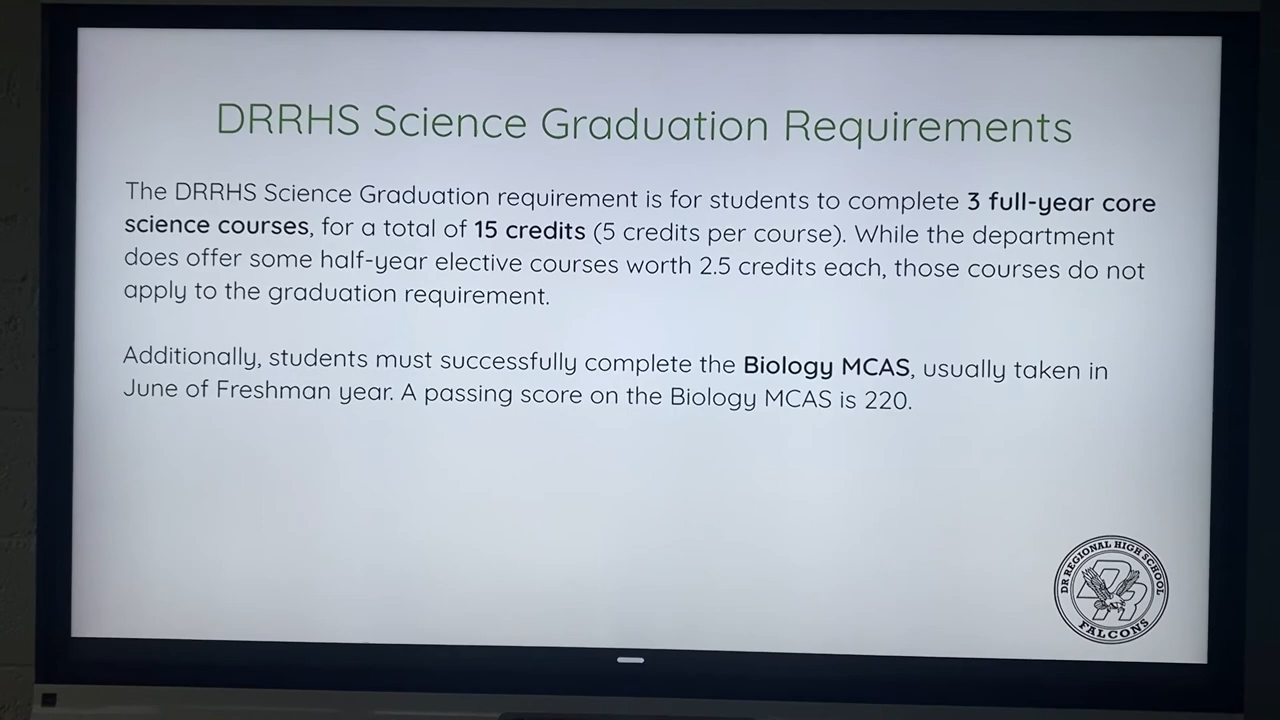 DRRHS Science Graduation Requirements
The DRRHS Science Graduation requirement is for students to complete 3 full-year core
science courses, for a total of 15 credits (5 credits per course). While the department
does offer some half-year elective courses worth 2.5 credits each, those courses do not
apply to the graduation requirement.
Additionally, students must successfully complete the Biology MCAS, usually taken in
June of Freshman year. A passing score on the Biology MCAS is 220.
DR REGIONAL HIGH SCHOOL
DR
FALCONS